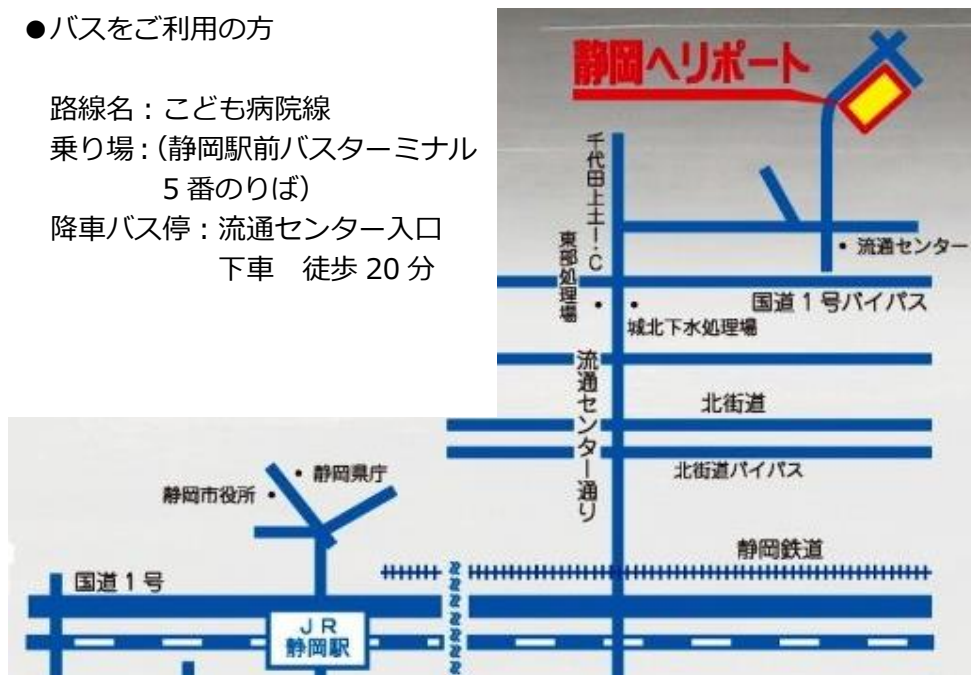 ●バスをご利用の方
路線名：こども病院線
乗り場：（静岡駅前バスターミナル
5番のりば）
降車バス停：流通センター入口
下車　徒歩20分
静岡ヘリポート
千代田上土I.C
東部処理場
・流通センター
国道1号バイパス
城北下水処理場
流通センター通り
北街道
北街道バイパス
・静岡県庁
静岡市役所・
静岡鉄道
国道1号
JR
静岡駅